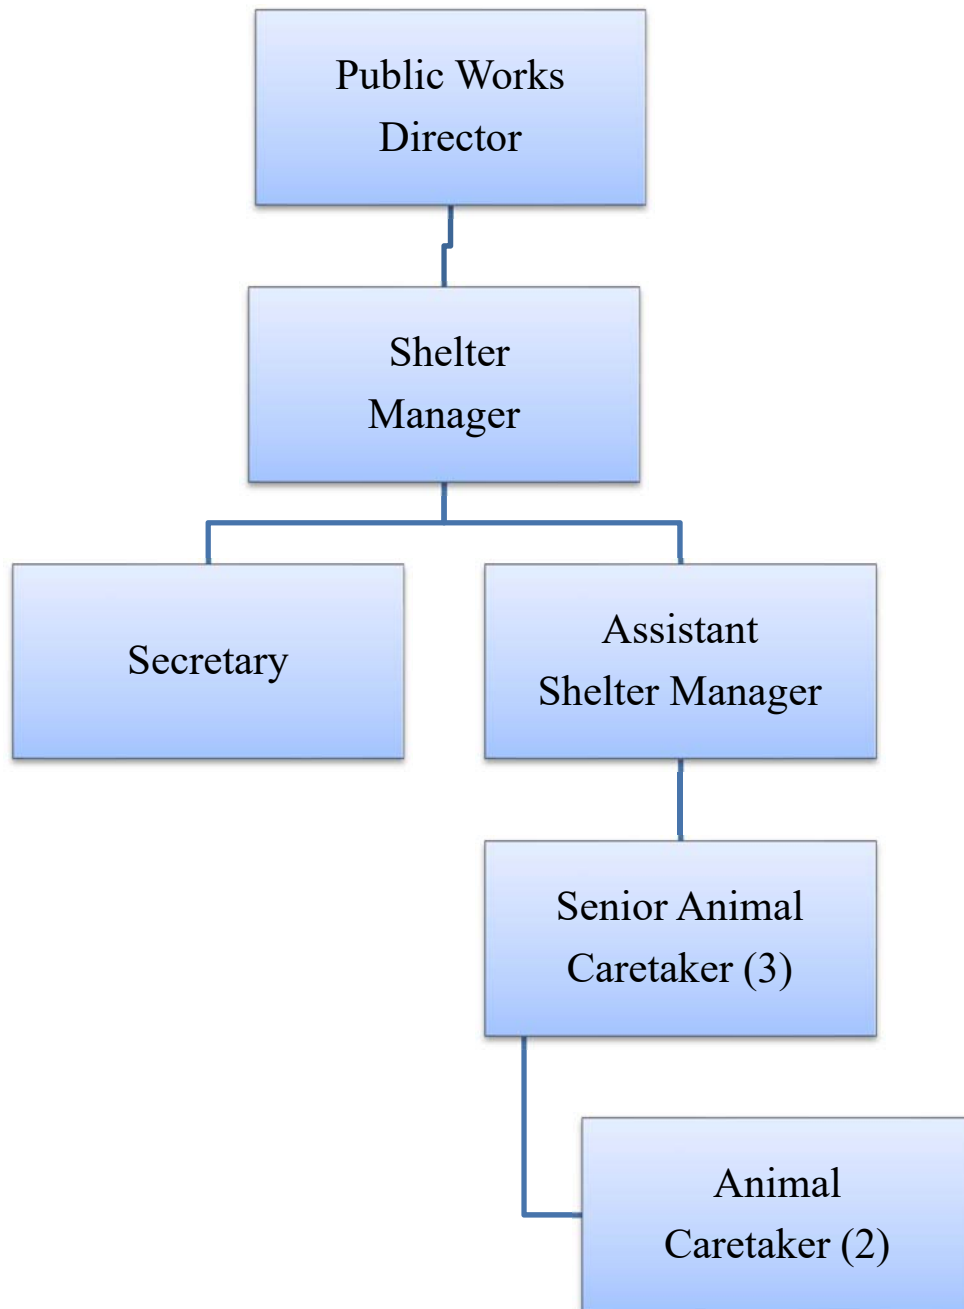 Public Works
Director
Shelter
Manager
Secretary
Assistant
Shelter Manager
Senior Animal
Caretaker (3)
Animal
Caretaker (2)